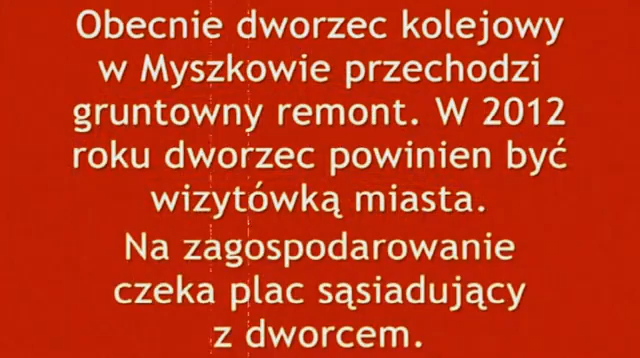 Obecnie dworzec kolejowy
w Myszkowie przechodzi
gruntowny remont. W 2012
roku dworzec powinien być
wizytówką miasta.
Na zagospodarowanie
czeka plac sąsiadujący
z dworcem.